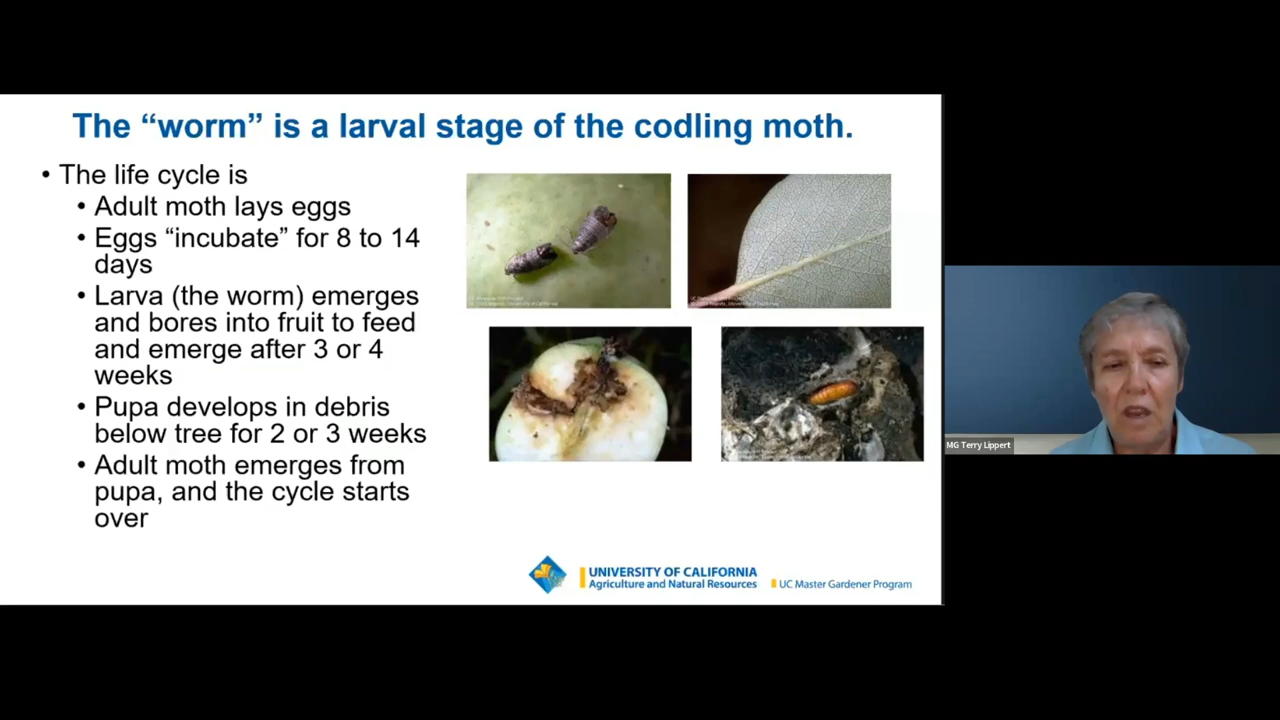 The “worm” is a larval stage of the codling moth.
• The life cycle is
• Adult moth lays eggs
• Eggs “incubate” for 8 to 14
days
• Larva (the worm) emerges
and bores into fruit to feed
and emerge after 3 or 4
weeks
• Pupa develops in debris
below tree for 2 or 3 weeks
• Adult moth emerges from
pupa, and the cycle starts
over
UNIVERSITY OF CALIFORNIA
Agriculture and Natural Resources
UC Master Gardener Program
MG Terry Lippert